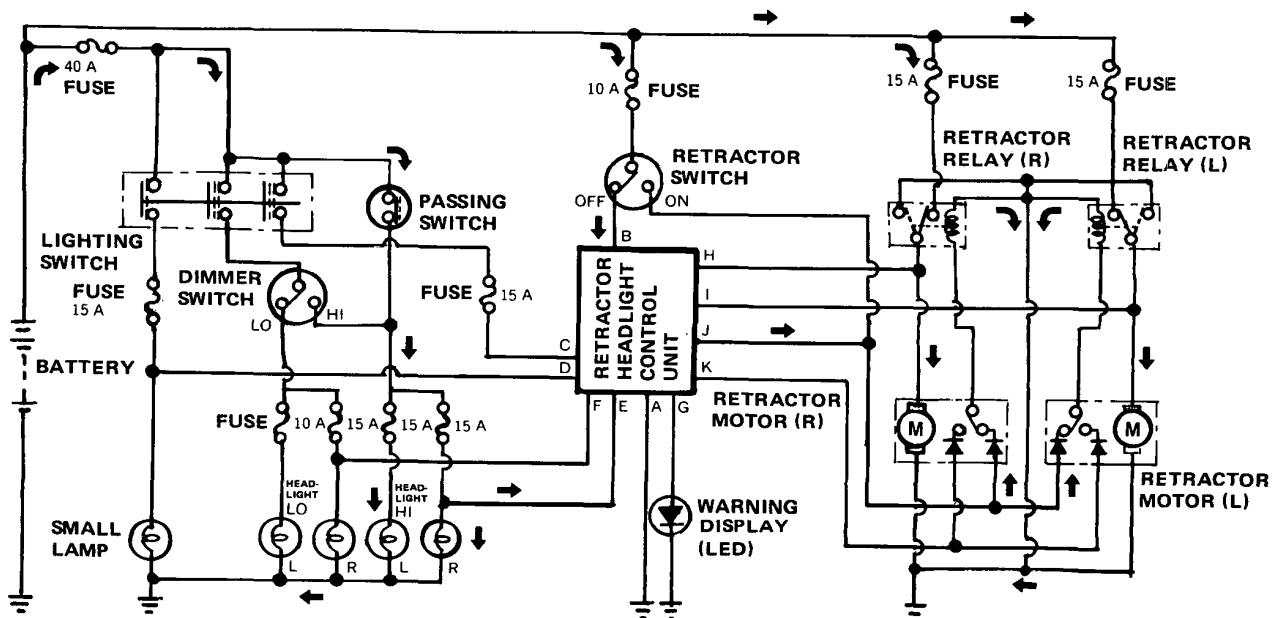 40 A
FUSE
10 A
FUSE
15 A
FUSE
15 A
FUSE
RETRACTOR
SWITCH
OFF
ON
RETRACTOR
RELAY (R)
RETRACTOR
RELAY (L)
PASSING
SWITCH
LIGHTING
SWITCH
FUSE
15 A
DIMMER
SWITCH
LO
HI
FUSE
15 A
BATTERY
B
C
D
F
E
A
G
H
I
J
K
RETRACTOR
HEADLIGHT
CONTROL
UNIT
FUSE
10 A
15 A
15 A
15 A
RETRACTOR
MOTOR (R)
M
M
RETRACTOR
MOTOR (L)
HEAD-
LIGHT
LO
HEAD-
LIGHT
HI
SMALL
LAMP
L
R
L
R
WARNING
DISPLAY
(LED)